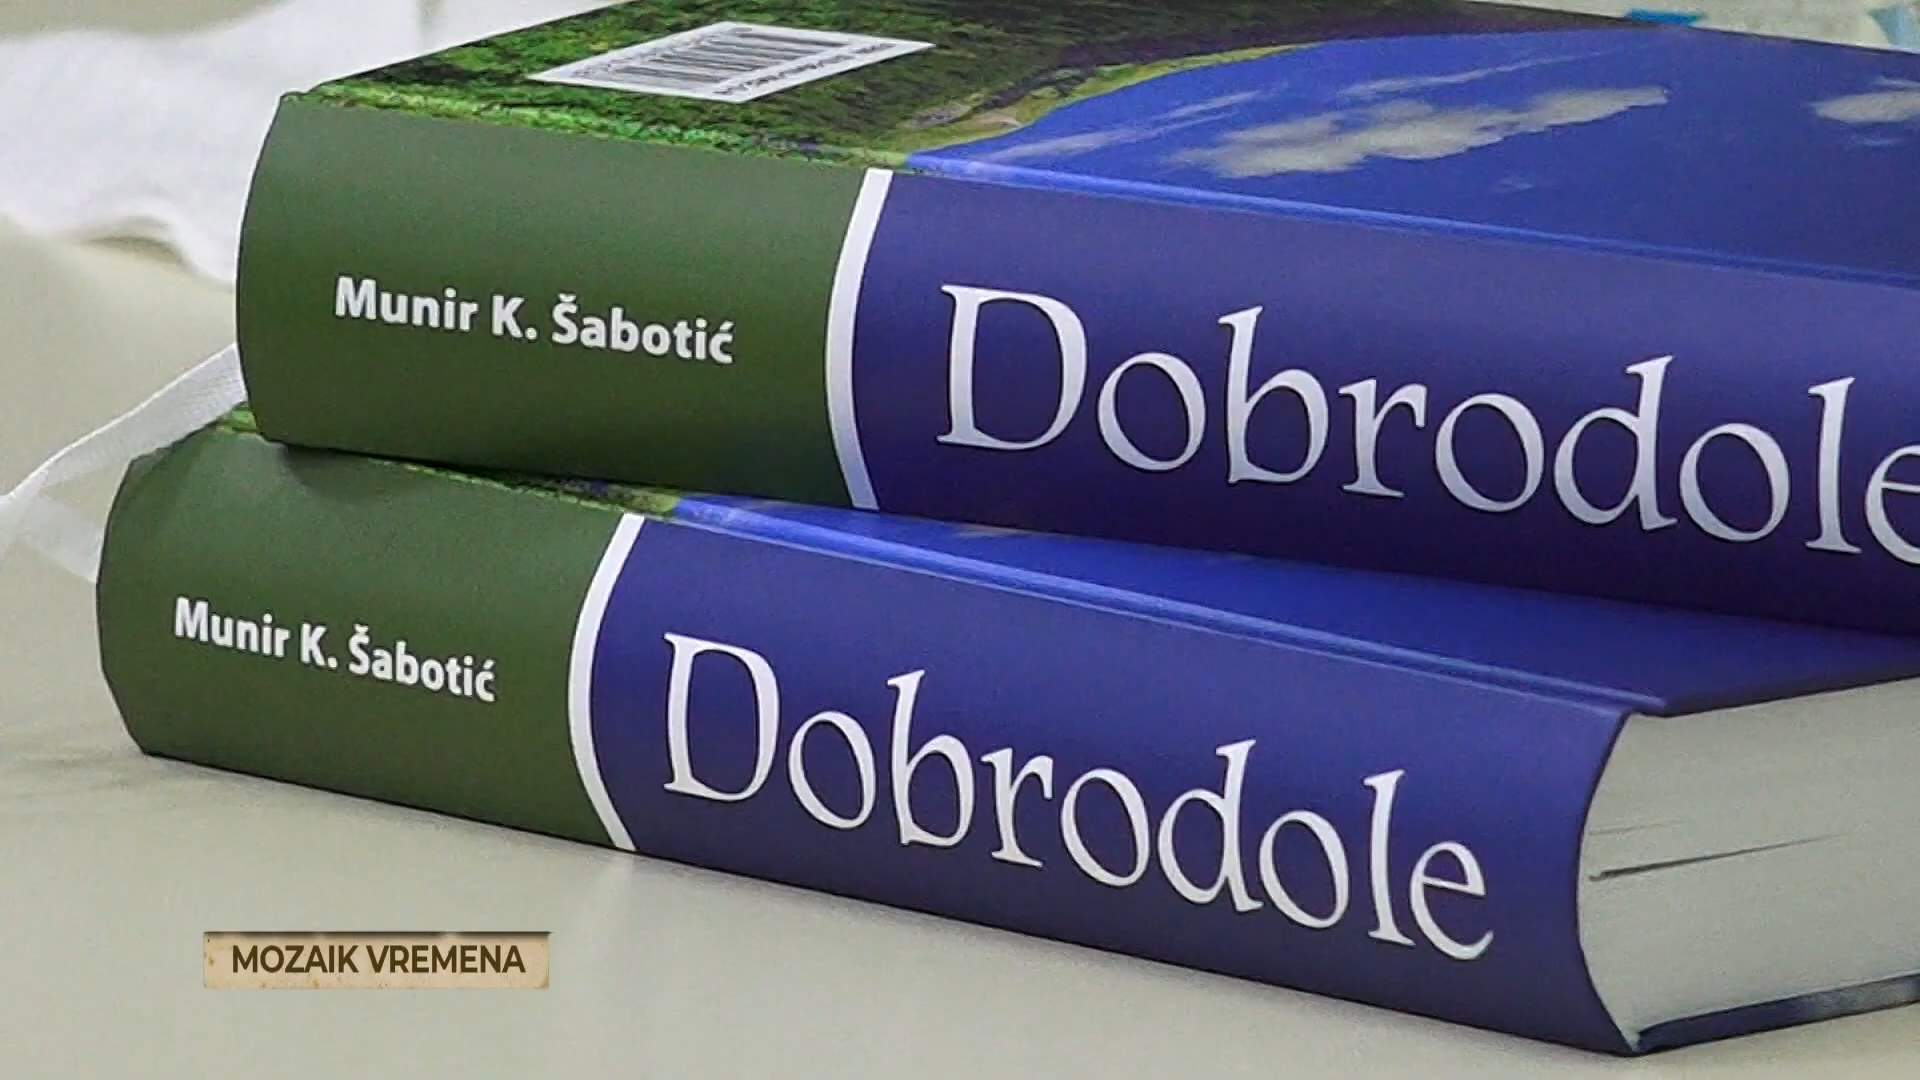 Munir K. Šabotić
Dobrodole
Munir K. Šabotić
Dobrodole
MOZAIK VREMENA